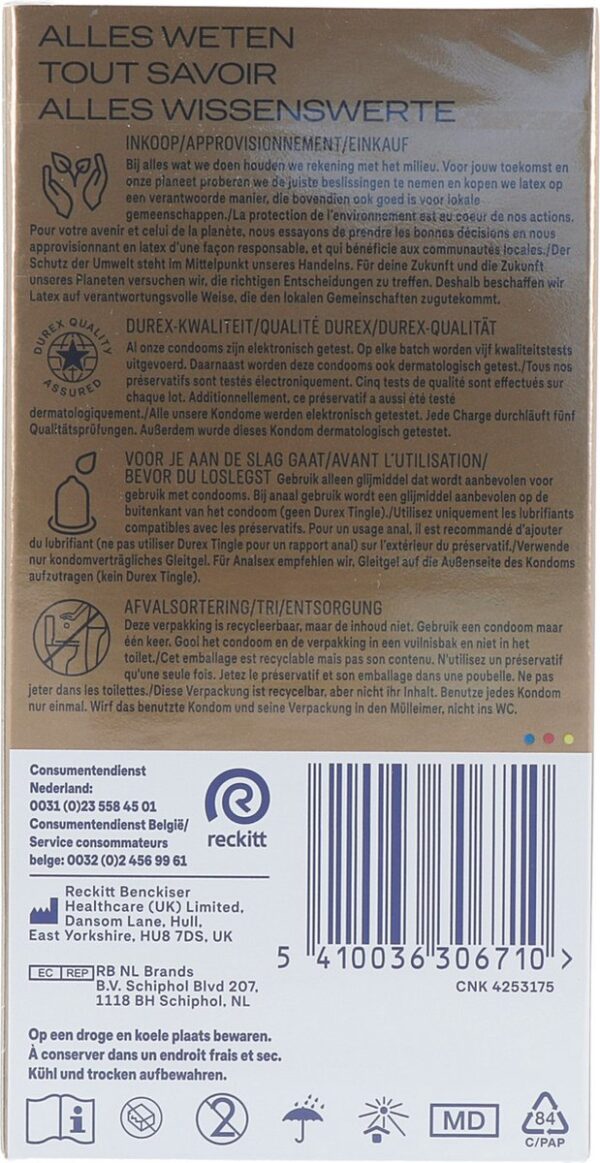 ALLES WETEN
TOUT SAVOIR
ALLES WISSENSWERTE
INKOOP/APPROVISIONNEMENT/EINKAUF
Bij alles wat we doen houden we rekening met het milieu. Voor jouw toekomst en
onze planeet proberen we de juiste beslissingen te nemen en kopen we latex op
een verantwoorde manier, die bovendien ook goed is voor lokale
gemeenschappen./La protection de l'environnement est au coeur de nos actions.
Pour votre avenir et celui de la planète, nous essayons de prendre les bonnes décisions en nous
approvisionnant en latex d'une façon responsable, et qui bénéficie aux communautés locales./Der
Schutz der Umwelt steht im Mittelpunkt unseres Handelns. Für deine Zukunft und die Zukunft
unseres Planeten versuchen wir, die richtigen Entscheidungen zu treffen. Deshalb beschaffen wir
Latex auf verantwortungsvolle Weise, die den lokalen Gemeinschaften zugutekommt.
DUREX QUALITY
ASSURED
DUREX-KWALITEIT/QUALITÉ DUREX/DUREX-QUALITÄT
Al onze condooms zijn elektronisch getest. Op elke batch worden vijf kwaliteitstests
uitgevoerd. Daarnaast worden deze condooms ook dermatologisch getest./Tous nos
préservatifs sont testés électroniquement. Cinq tests de qualité sont effectués sur
chaque lot. Additionnellement, ce préservatif a aussi été testé
dermatologiquement./Alle unsere Kondome werden elektronisch getestet. Jede Charge durchläuft fünf
Qualitätsprüfungen. Außerdem wurde dieses Kondom dermatologisch getestet.
VOOR JE AAN DE SLAG GAAT/AVANT L'UTILISATION/
BEVOR DU LOSLEGST Gebruik alleen glijmiddel dat wordt aanbevolen voor
gebruik met condooms. Bij anaal gebruik wordt een glijmiddel aanbevolen op de
buitenkant van het condoom (geen Durex Tingle)./Utilisez uniquement les lubrifiants
compatibles avec les préservatifs. Pour un usage anal, il est recommandé d'ajouter
du lubrifiant (ne pas utiliser Durex Tingle pour un rapport anal) sur l'extérieur du préservatif./Verwende
nur kondomverträgliches Gleitgel. Für Analsex empfehlen wir, Gleitgel auf die Außenseite des Kondoms
aufzutragen (kein Durex Tingle).
AFVALSORTERING/TRI/ENTSORGUNG
Deze verpakking is recycleerbaar, maar de inhoud niet. Gebruik een condoom maar
één keer. Gooi het condoom en de verpakking in een vuilnisbak en niet in het
toilet./Cet emballage est recyclable mais pas son contenu. N'utilisez un préservatif
qu'une seule fois. Jetez le préservatif et son emballage dans une poubelle. Ne pas
jeter dans les toilettes./Diese Verpackung ist recycelbar, aber nicht ihr Inhalt. Benutze jedes Kondom
nur einmal. Wirf das benutzte Kondom und seine Verpackung in den Mülleimer, nicht ins WC.
Consumentendienst
Nederland:
0031 (0)23 558 45 01
Consumentendienst België/
Service consommateurs
belge: 0032 (0)2 456 99 61
reckitt
Reckitt Benckiser
Healthcare (UK) Limited,
Dansom Lane, Hull,
East Yorkshire, HU8 7DS, UK
EC REP RB NL Brands
B.V. Schiphol Blvd 207,
1118 BH Schiphol, NL
5 410036 306710 >
CNK 4253175
Op een droge en koele plaats bewaren.
À conserver dans un endroit frais et sec.
Kühl und trocken aufbewahren.
i
2
MD
84
C/PAP